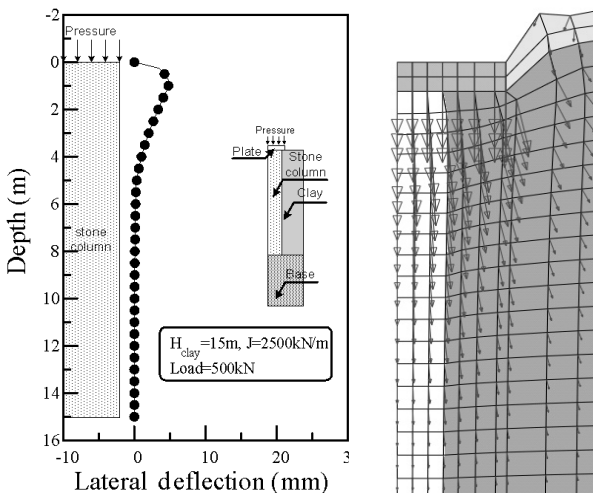 -2
0
2
4
6
8
10
12
14
16
Depth (m)
Pressure
stone
column
Pressure
Plate
Stone
column
Clay
Base
H_clay=15m, J=2500kN/m
Load=500kN
-10
0
10
20
3
Lateral deflection (mm)